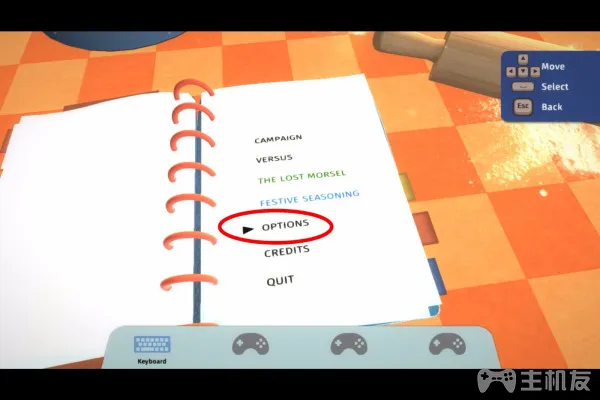 Move
Select
Esc Back
CAMPAIGN
VERSUS
THE LOST MORSEL
FESTIVE SEASONING
OPTIONS
CREDITS
QUIT
Keyboard
主机友